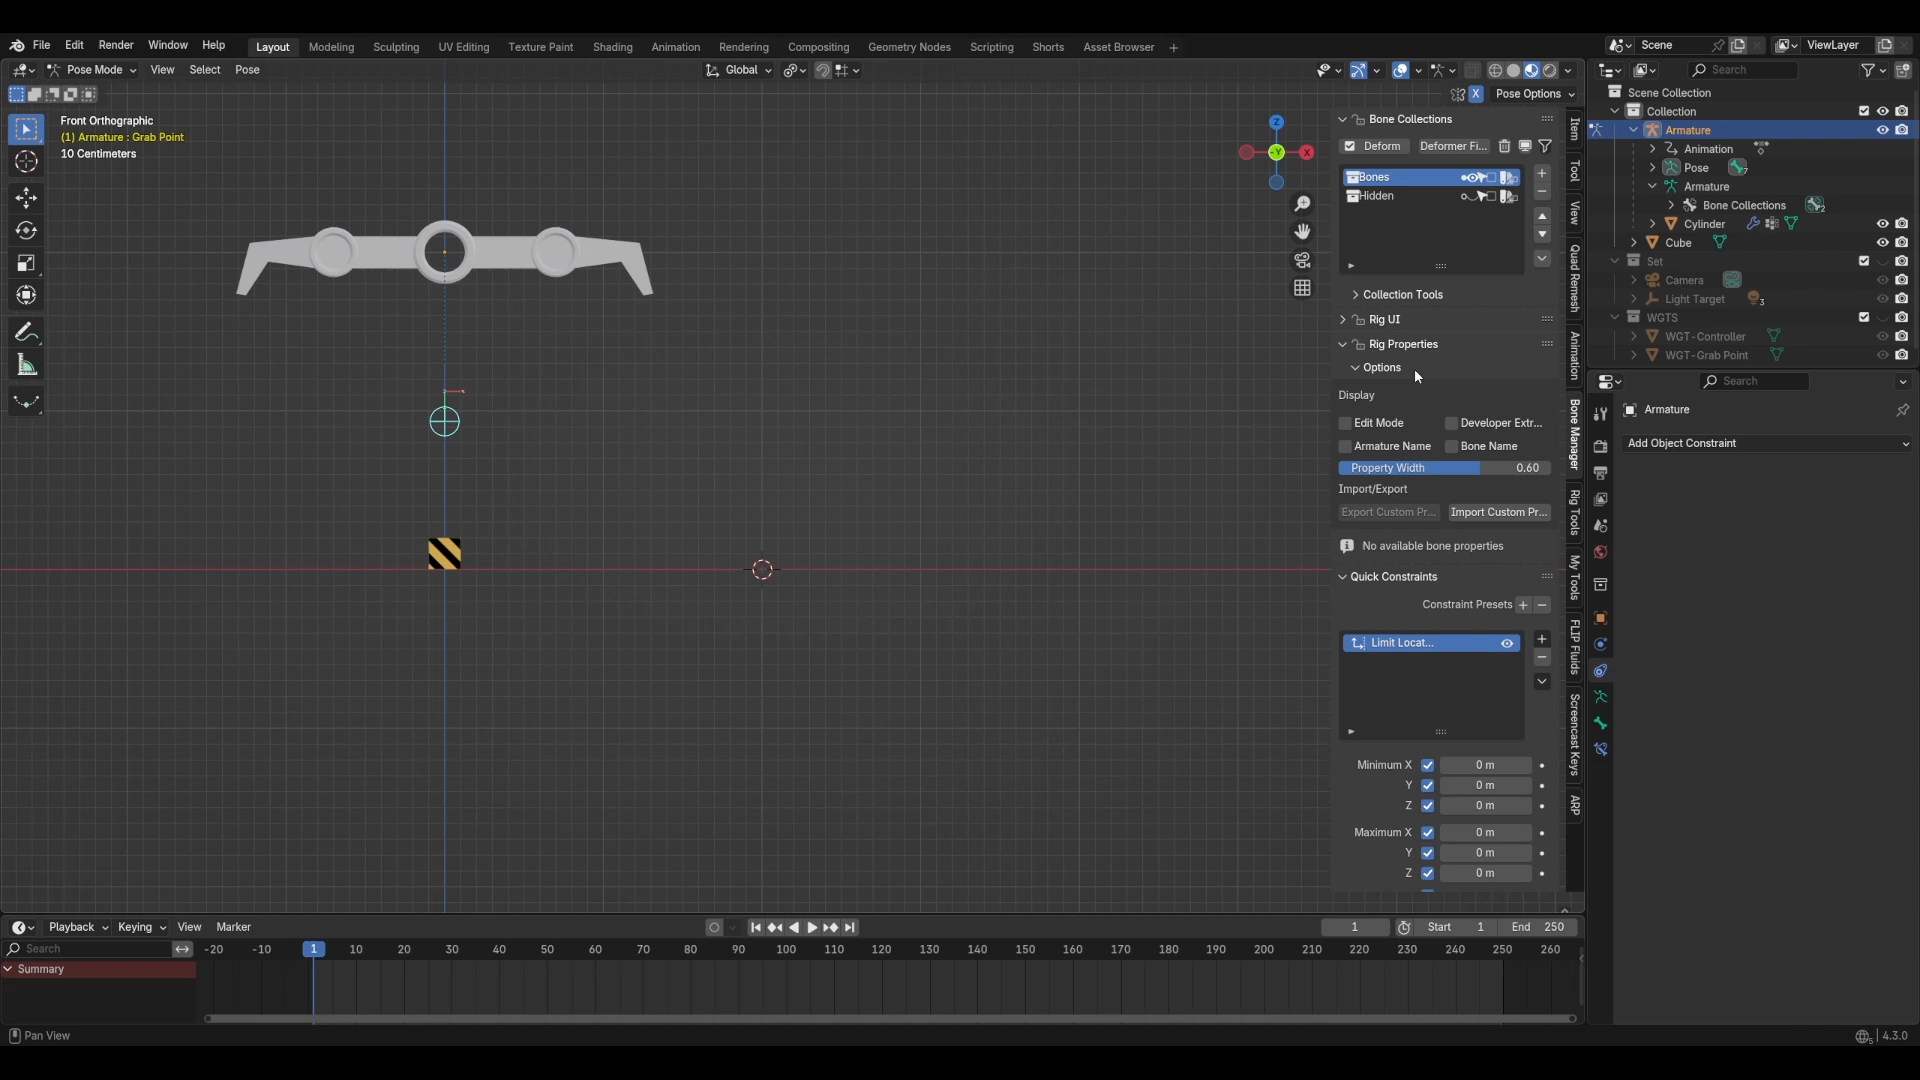 File Edit Render Window Help Layout Modeling Sculpting UV Editing Texture Paint Shading Animation Rendering Compositing Geometry Nodes Scripting Shorts Asset Browser + Scene ViewLayer
Pose Mode View Select Pose Global Search
X Pose Options
Front Orthographic
(1) Armature : Grab Point
10 Centimeters
Z
-Y
X
Bone Collections
Deform Deformer Fi...
Bones
Hidden
Collection Tools
Rig UI
Rig Properties
Options
Display
Edit Mode Developer Extr...
Armature Name Bone Name
Property Width 0.60
Import/Export
Export Custom Pr... Import Custom Pr...
No available bone properties
Quick Constraints
Constraint Presets + −
Limit Locat...
Minimum X 0 m
Y 0 m
Z 0 m
Maximum X 0 m
Y 0 m
Z 0 m
Item
Tool
View
Quad Remesh
Animation
Bone Manager
Rig Tools
My Tools
FLIP Fluids
Screencast Keys
ARP
Scene Collection
Collection
Armature
Animation
Pose 7
Armature
Bone Collections 2
Cylinder
Cube
Set
Camera
Light Target 3
WGTS
WGT-Controller
WGT-Grab Point
Search
Armature
Add Object Constraint
Playback Keying View Marker 1 Start 1 End 250
Search -20 -10 1 10 20 30 40 50 60 70 80 90 100 110 120 130 140 150 160 170 180 190 200 210 220 230 240 250 260
Summary
Pan View 5 4.3.0